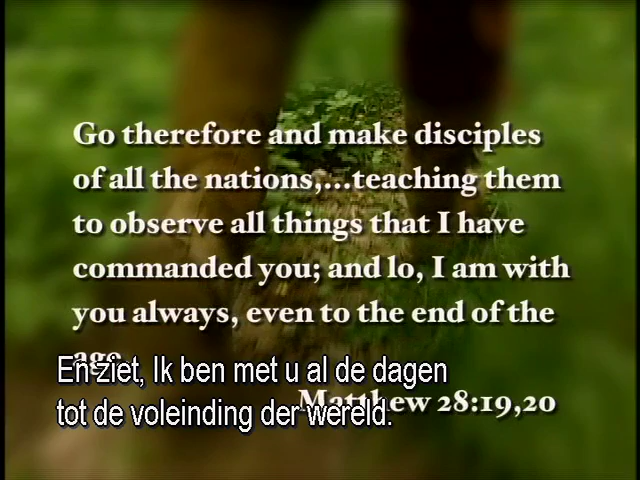 Go therefore and make disciples
of all the nations,...teaching them
to observe all things that I have
commanded you; and lo, I am with
you always, even to the end of the
age.
Matthew 28:19,20
En ziet, Ik ben met u al de dagen
tot de voleinding der wereld.